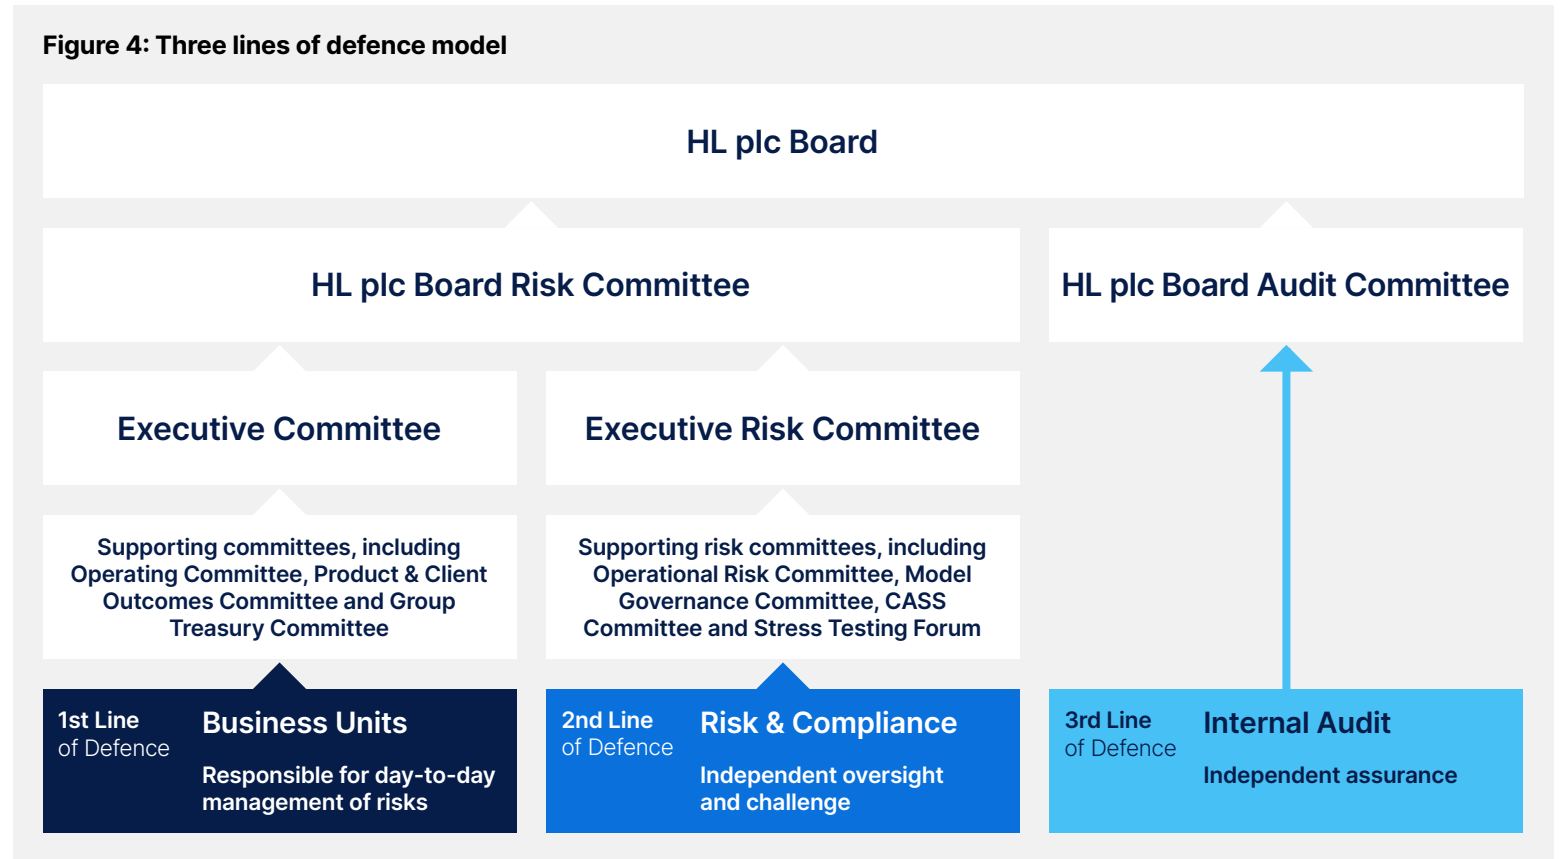 Figure 4: Three lines of defence model
HL plc Board
HL plc Board Risk Committee
HL plc Board Audit Committee
Executive Committee
Executive Risk Committee
Supporting committees, including
Operating Committee, Product & Client
Outcomes Committee and Group
Treasury Committee
Supporting risk committees, including
Operational Risk Committee, Model
Governance Committee, CASS
Committee and Stress Testing Forum
1st Line
of Defence
Business Units
Responsible for day-to-day
management of risks
2nd Line
of Defence
Risk & Compliance
Independent oversight
and challenge
3rd Line
of Defence
Internal Audit
Independent assurance